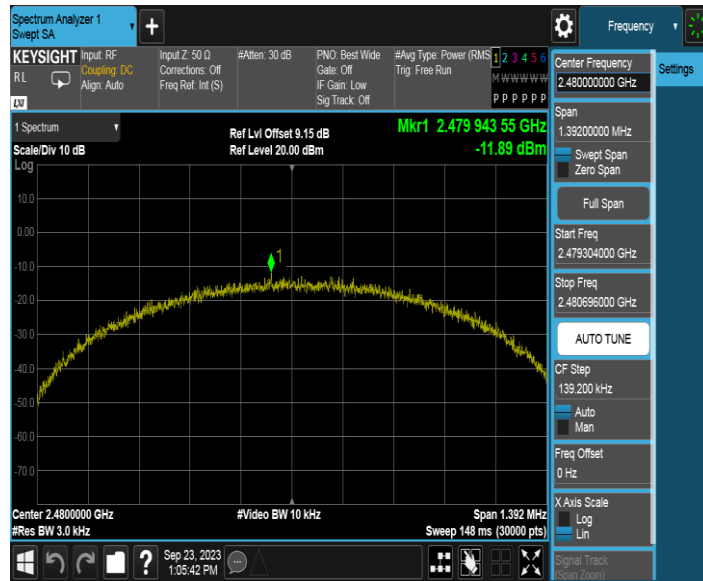 Spectrum Analyzer 1
Swept SA
+
Frequency
KEYSIGHT
RL
LXI
Input: RF
Coupling: DC
Align: Auto
Input Z: 50 Ω
Corrections: Off
Freq Ref: Int (S)
#Atten: 30 dB
PNO: Best Wide
Gate: Off
IF Gain: Low
Sig Track: Off
#Avg Type: Power (RMS
Trig: Free Run
1 2 3 4 5 6
M W W W W W
P P P P P P
Center Frequency
2.480000000 GHz
Settings
Span
1.39200000 MHz
Swept Span
Zero Span
Full Span
Start Freq
2.479304000 GHz
Stop Freq
2.480696000 GHz
AUTO TUNE
CF Step
139.200 kHz
Auto
Man
Freq Offset
0 Hz
X Axis Scale
Log
Lin
Signal Track
(Span Zoom)
1 Spectrum
Scale/Div 10 dB
Log
Ref Lvl Offset 9.15 dB
Ref Level 20.00 dBm
Mkr1 2.479 943 55 GHz
-11.89 dBm
10.0
0.00
-10.0
-20.0
-30.0
-40.0
-50.0
-60.0
-70.0
1
Center 2.4800000 GHz
#Video BW 10 kHz
Span 1.392 MHz
#Res BW 3.0 kHz
Sweep 148 ms (30000 pts)
?
Sep 23, 2023
1:05:42 PM